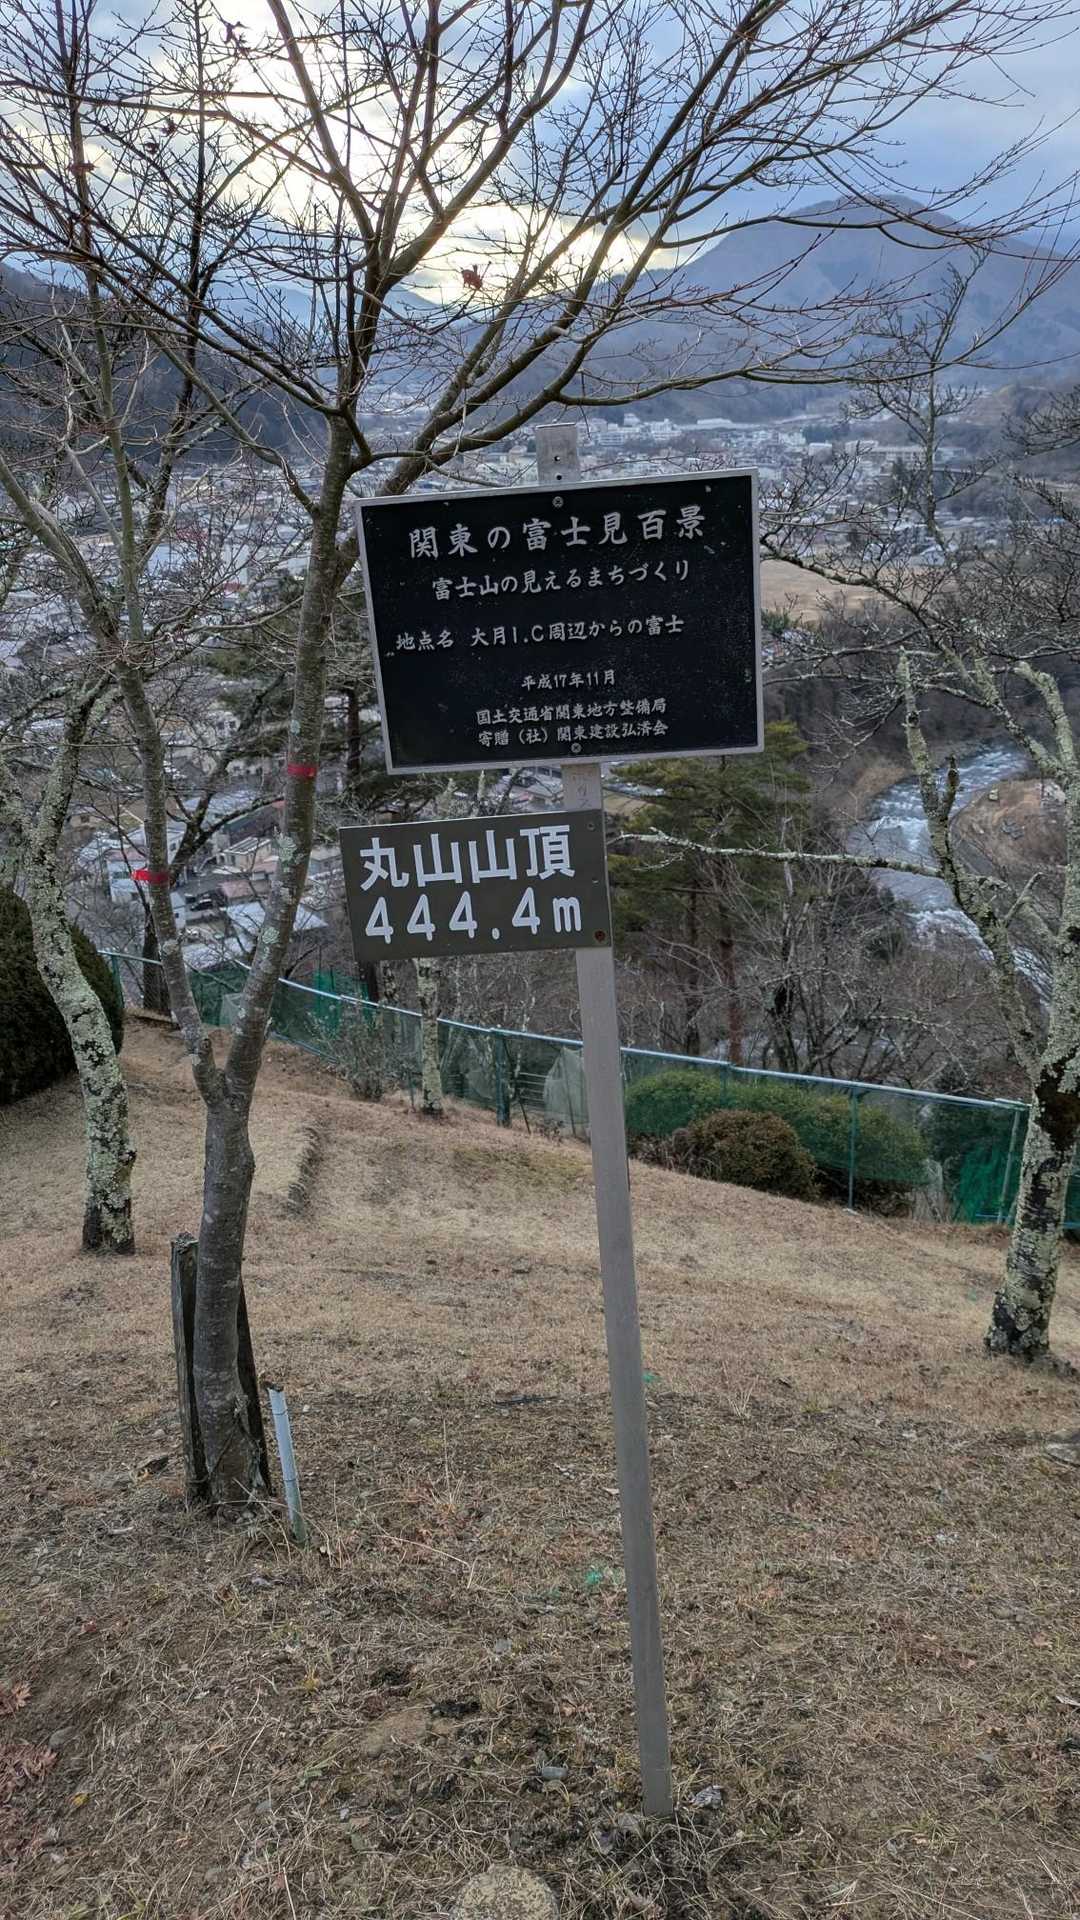 関東の富士見百景
富士山の見えるまちづくり
地点名 大月I.C周辺からの富士
平成17年11月
国土交通省関東地方整備局
寄贈（社）関東建設弘済会
丸山山頂
444.4m